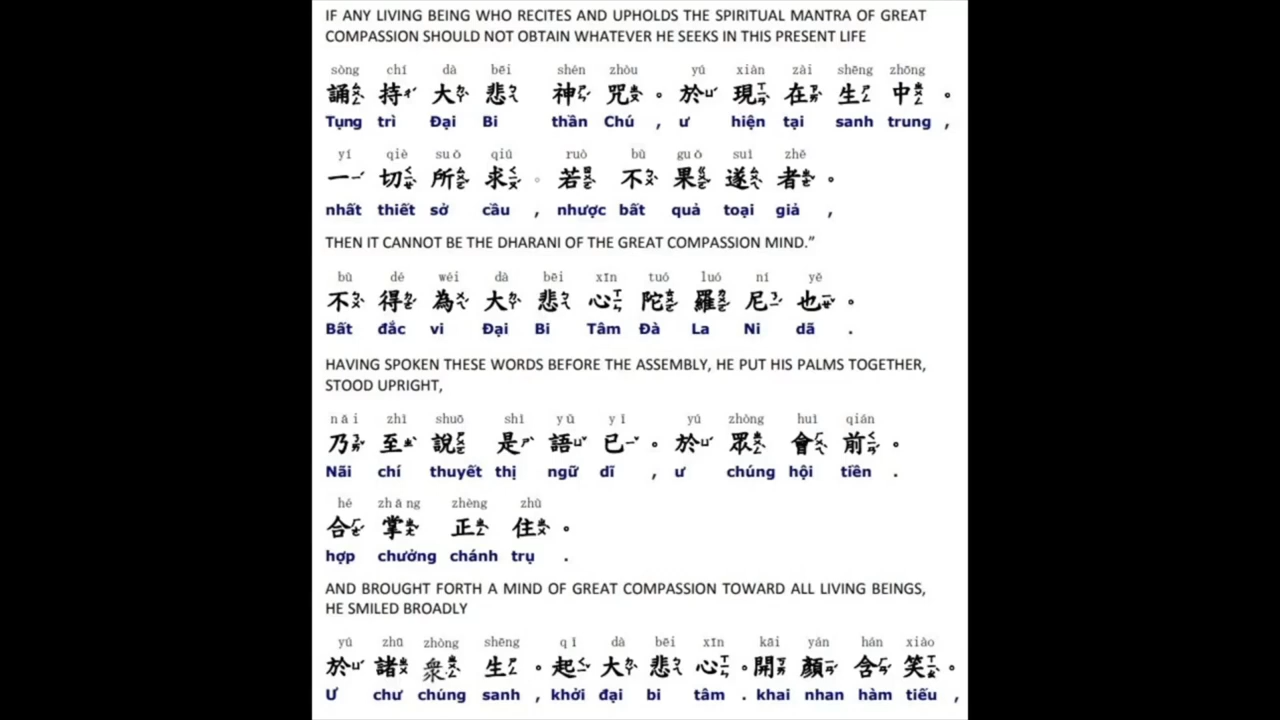 IF ANY LIVING BEING WHO RECITES AND UPHOLDS THE SPIRITUAL MANTRA OF GREAT
COMPASSION SHOULD NOT OBTAIN WHATEVER HE SEEKS IN THIS PRESENT LIFE
sòng chí dà bēi shén zhòu yú xiàn zài shēng zhōng
誦持大悲神咒。於現在生中。
Tụng trì Đại Bi thần Chú , ư hiện tại sanh trung ,
yí qiè suǒ qiú ruò bù guǒ suì zhě
一切所求。若不果遂者。
nhất thiết sở cầu , nhược bất quả toại giả ,
THEN IT CANNOT BE THE DHARANI OF THE GREAT COMPASSION MIND.”
bù dé wéi dà bēi xīn tuó luó ní yě
不得為大悲心陀羅尼也。
Bất đắc vi Đại Bi Tâm Đà La Ni dã .
HAVING SPOKEN THESE WORDS BEFORE THE ASSEMBLY, HE PUT HIS PALMS TOGETHER,
STOOD UPRIGHT,
nǎi zhì shuō shì yǔ yǐ yú zhòng huì qián
乃至說是語已。於眾會前。
Nãi chí thuyết thị ngữ dĩ , ư chúng hội tiền .
hé zhǎng zhèng zhù
合掌正住。
hợp chưởng chánh trụ .
AND BROUGHT FORTH A MIND OF GREAT COMPASSION TOWARD ALL LIVING BEINGS,
HE SMILED BROADLY
yú zhū zhòng shēng qǐ dà bēi xīn kāi yán hán xiào
於諸衆生。起大悲心。開顏含笑。
Ư chư chúng sanh , khởi đại bi tâm . khai nhan hàm tiếu ,